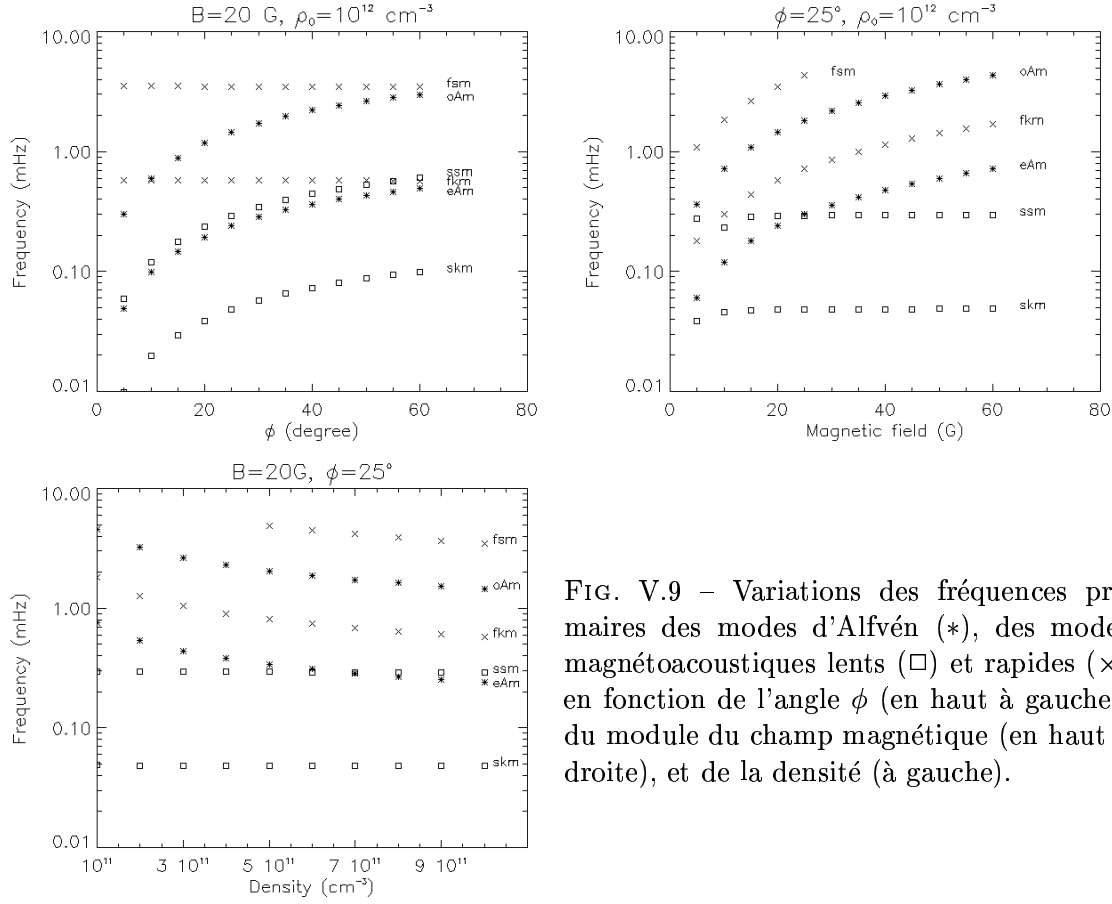 B=20 G, ρ₀=10¹² cm⁻³
10.00
1.00
0.10
0.01
Frequency (mHz)
fsm
oAm
ssm
fkm
eAm
skm
0 20 40 60 80
ϕ (degree)
ϕ=25°, ρ₀=10¹² cm⁻³
10.00
1.00
0.10
0.01
Frequency (mHz)
fsm
oAm
fkm
eAm
ssm
skm
0 20 40 60 80
Magnetic field (G)
B=20G, ϕ=25°
10.00
1.00
0.10
0.01
Frequency (mHz)
fsm
oAm
fkm
ssm
eAm
skm
10¹¹ 3 10¹¹ 5 10¹¹ 7 10¹¹ 9 10¹¹
Density (cm⁻³)
FIG. V.9 – Variations des fréquences pr
maires des modes d'Alfvén (∗), des mode
magnétoacoustiques lents (□) et rapides (×
en fonction de l'angle ϕ (en haut à gauche
du module du champ magnétique (en haut
droite), et de la densité (à gauche).